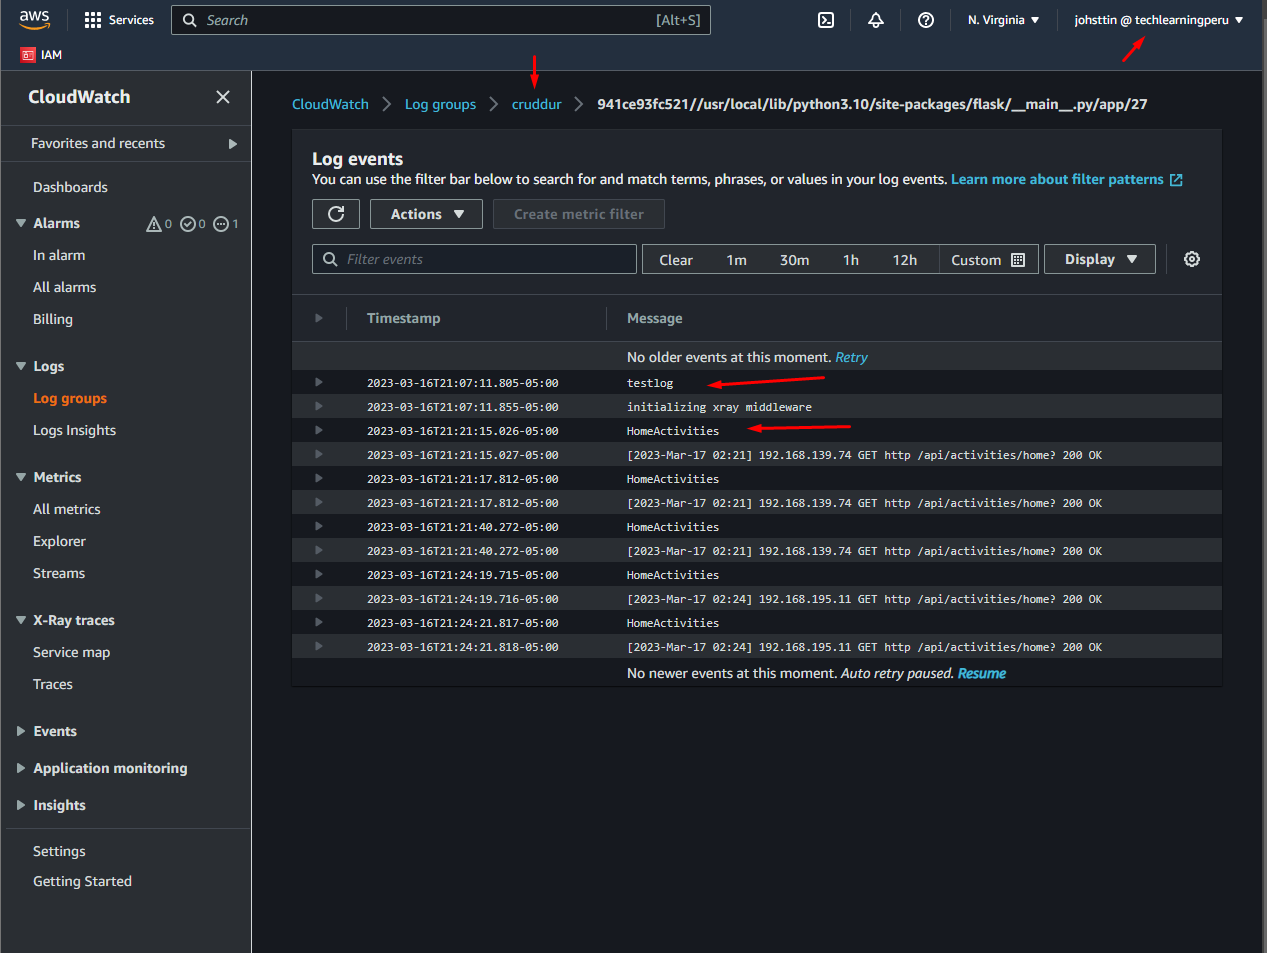 aws Services Search [Alt+S] N. Virginia johsttin @ techlearningperu
IAM
CloudWatch
Favorites and recents
Dashboards
Alarms 0 0 1
In alarm
All alarms
Billing
Logs
Log groups
Logs Insights
Metrics
All metrics
Explorer
Streams
X-Ray traces
Service map
Traces
Events
Application monitoring
Insights
Settings
Getting Started
CloudWatch Log groups cruddur 941ce93fc521//usr/local/lib/python3.10/site-packages/flask/__main__.py/app/27
Log events
You can use the filter bar below to search for and match terms, phrases, or values in your log events. Learn more about filter patterns
Actions Create metric filter
Filter events Clear 1m 30m 1h 12h Custom Display
Timestamp Message
No older events at this moment. Retry
2023-03-16T21:07:11.805-05:00 testlog
2023-03-16T21:07:11.855-05:00 initializing xray middleware
2023-03-16T21:21:15.026-05:00 HomeActivities
2023-03-16T21:21:15.027-05:00 [2023-Mar-17 02:21] 192.168.139.74 GET http /api/activities/home? 200 OK
2023-03-16T21:21:17.812-05:00 HomeActivities
2023-03-16T21:21:17.812-05:00 [2023-Mar-17 02:21] 192.168.139.74 GET http /api/activities/home? 200 OK
2023-03-16T21:21:40.272-05:00 HomeActivities
2023-03-16T21:21:40.272-05:00 [2023-Mar-17 02:21] 192.168.139.74 GET http /api/activities/home? 200 OK
2023-03-16T21:24:19.715-05:00 HomeActivities
2023-03-16T21:24:19.716-05:00 [2023-Mar-17 02:24] 192.168.195.11 GET http /api/activities/home? 200 OK
2023-03-16T21:24:21.817-05:00 HomeActivities
2023-03-16T21:24:21.818-05:00 [2023-Mar-17 02:24] 192.168.195.11 GET http /api/activities/home? 200 OK
No newer events at this moment. Auto retry paused. Resume